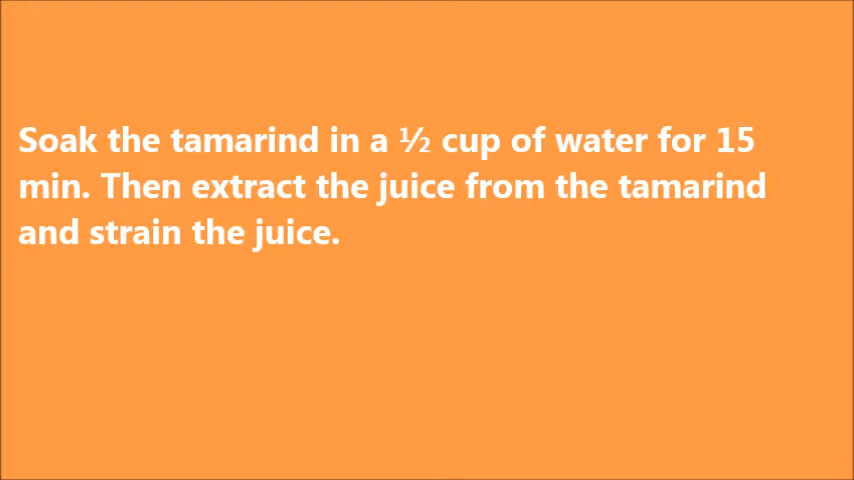 Soak the tamarind in a ½ cup of water for 15
min. Then extract the juice from the tamarind
and strain the juice.